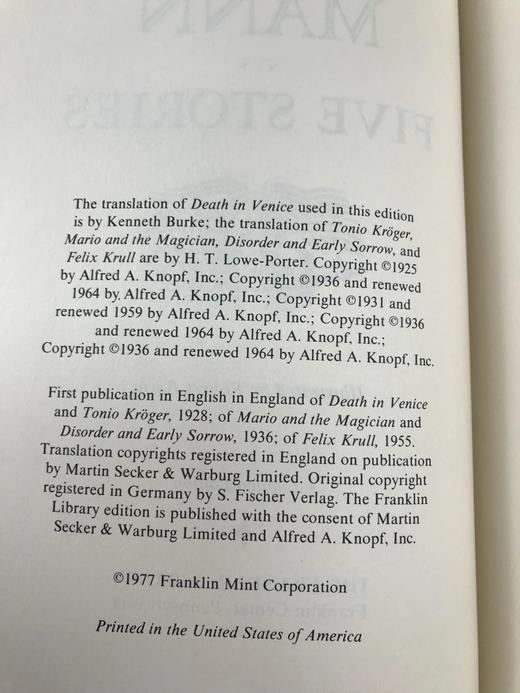 MANN
FIVE STORIES
The translation of Death in Venice used in this edition
is by Kenneth Burke; the translation of Tonio Kröger,
Mario and the Magician, Disorder and Early Sorrow, and
Felix Krull are by H. T. Lowe-Porter. Copyright ©1925
by Alfred A. Knopf, Inc.; Copyright ©1936 and renewed
1964 by Alfred A. Knopf, Inc.; Copyright ©1931 and
renewed 1959 by Alfred A. Knopf, Inc.; Copyright ©1936
and renewed 1964 by Alfred A. Knopf, Inc.;
Copyright ©1936 and renewed 1964 by Alfred A. Knopf, Inc.
First publication in English in England of Death in Venice
and Tonio Kröger, 1928; of Mario and the Magician and
Disorder and Early Sorrow, 1936; of Felix Krull, 1955.
Translation copyrights registered in England on publication
by Martin Secker & Warburg Limited. Original copyright
registered in Germany by S. Fischer Verlag. The Franklin
Library edition is published with the consent of Martin
Secker & Warburg Limited and Alfred A. Knopf, Inc.
©1977 Franklin Mint Corporation
Printed in the United States of America